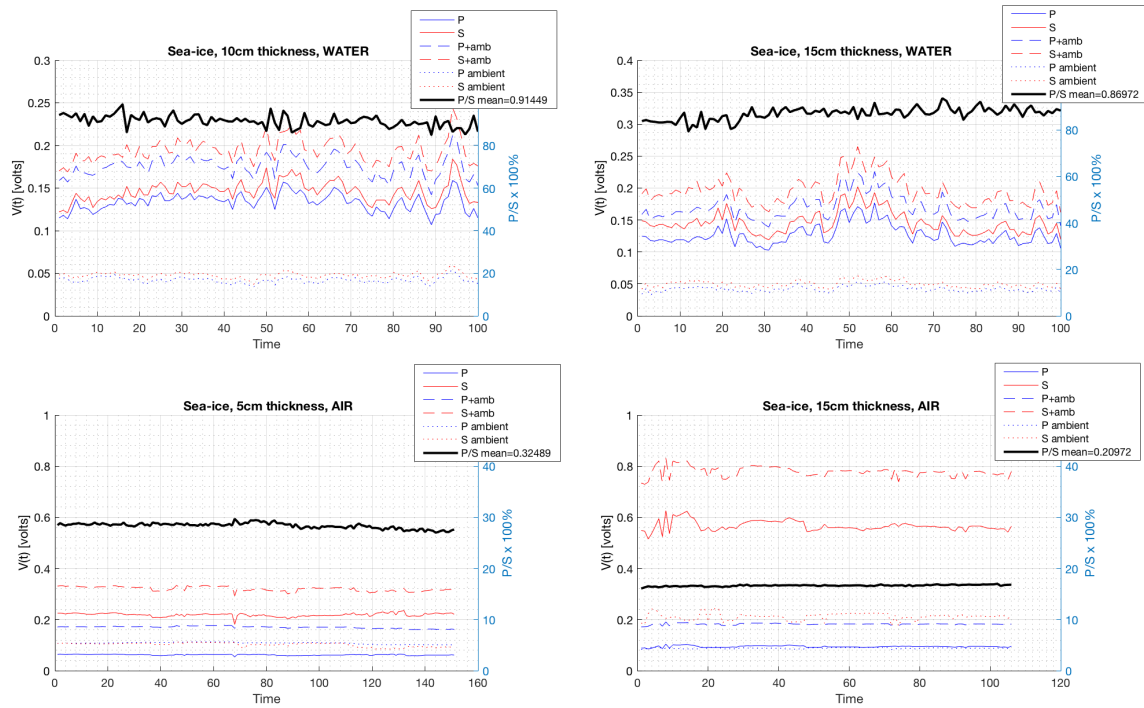 Sea-ice, 10cm thickness, WATER
P
S
P+amb
S+amb
P ambient
S ambient
P/S mean=0.91449
0.3
0.25
0.2
0.15
0.1
0.05
0
V(t) [volts]
80
60
40
20
0
P/S x 100%
0 10 20 30 40 50 60 70 80 90 100
Time
Sea-ice, 15cm thickness, WATER
P
S
P+amb
S+amb
P ambient
S ambient
P/S mean=0.86972
0.4
0.35
0.3
0.25
0.2
0.15
0.1
0.05
0
V(t) [volts]
80
60
40
20
0
P/S x 100%
0 10 20 30 40 50 60 70 80 90 100
Time
Sea-ice, 5cm thickness, AIR
P
S
P+amb
S+amb
P ambient
S ambient
P/S mean=0.32489
1
0.8
0.6
0.4
0.2
0
V(t) [volts]
40
30
20
10
0
P/S x 100%
0 20 40 60 80 100 120 140 160
Time
Sea-ice, 15cm thickness, AIR
P
S
P+amb
S+amb
P ambient
S ambient
P/S mean=0.20972
1
0.8
0.6
0.4
0.2
0
V(t) [volts]
40
30
20
10
0
P/S x 100%
0 20 40 60 80 100 120
Time